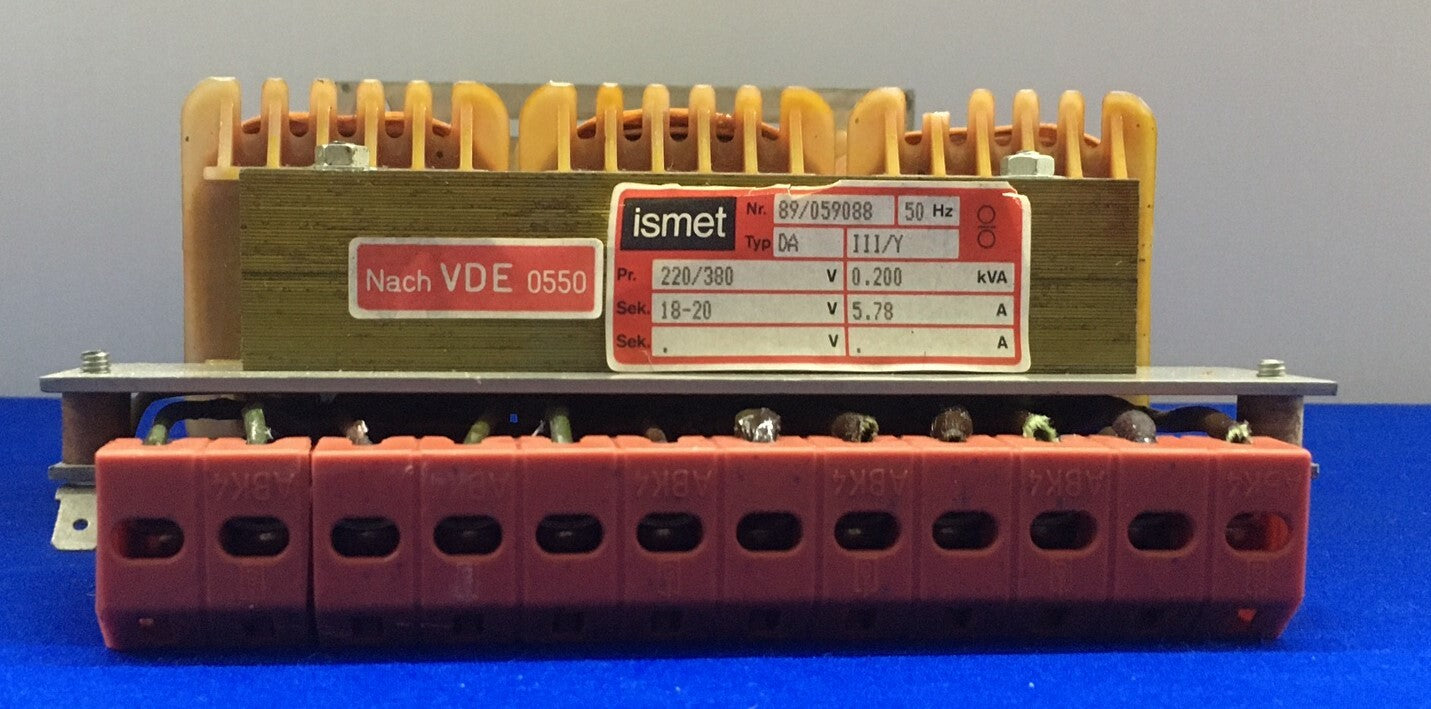 ismet Nr. 89/059088 50 Hz
Typ DA III/Y
Nach VDE 0550
Pr. 220/380 V 0.200 kVA
Sek. 18-20 V 5.78 A
Sek. . V . A
ABK4 ABK4 ABK4 ABK4